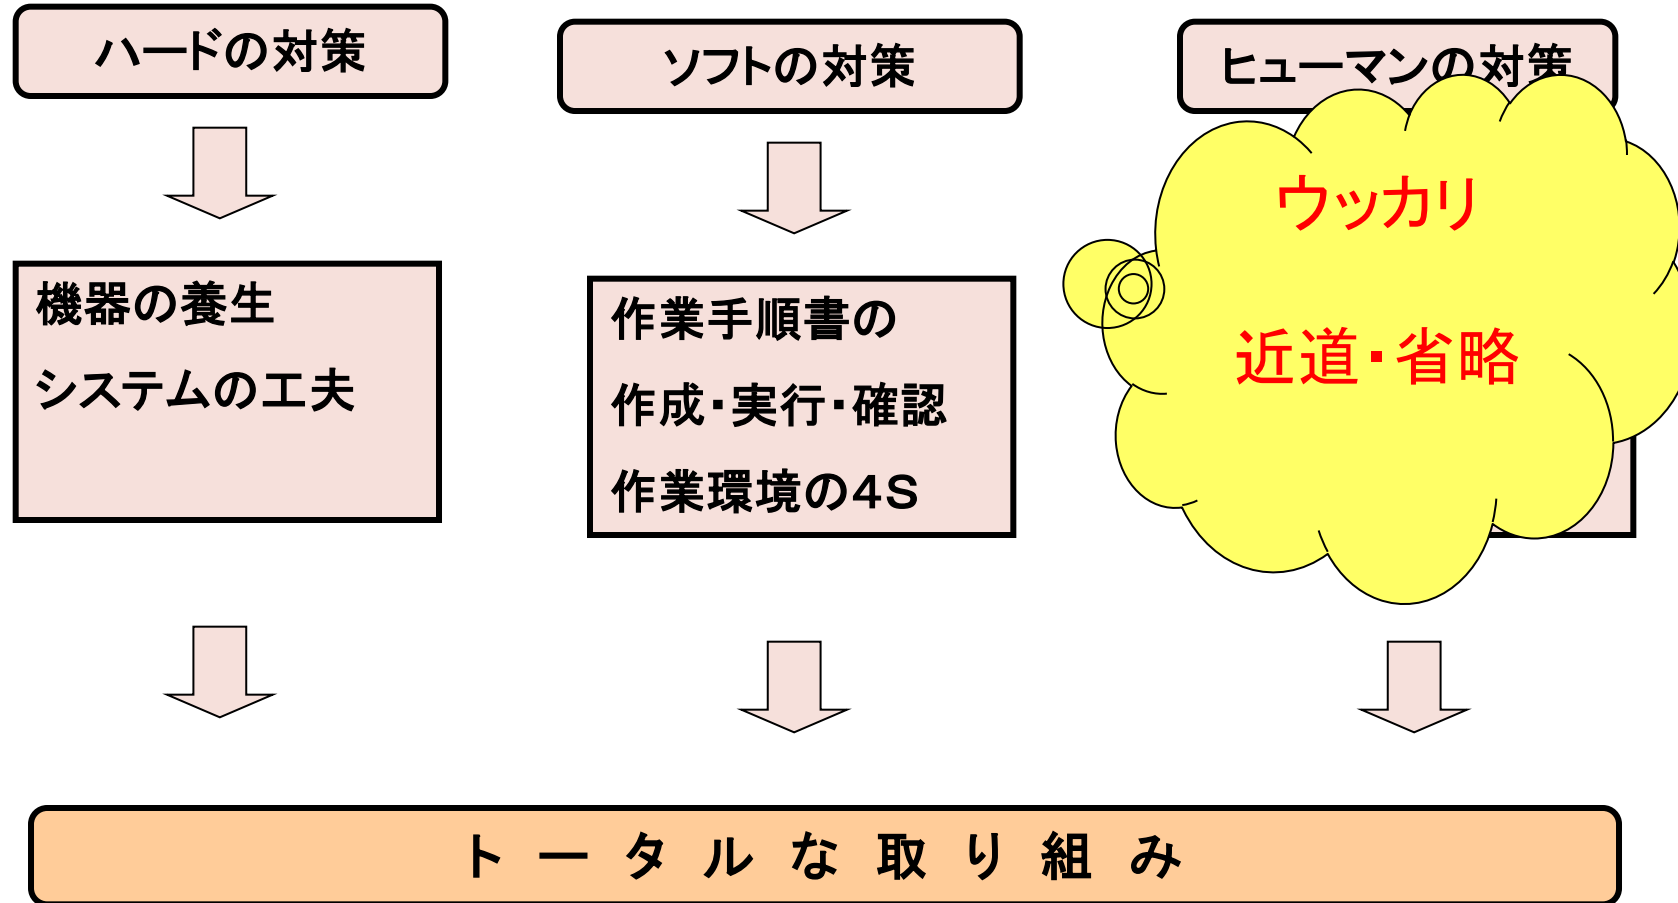 ハードの対策
ソフトの対策
ヒューマンの対策
機器の養生
システムの工夫
作業手順書の
作成・実行・確認
作業環境の4S
ウッカリ
近道・省略
トータルな取り組み